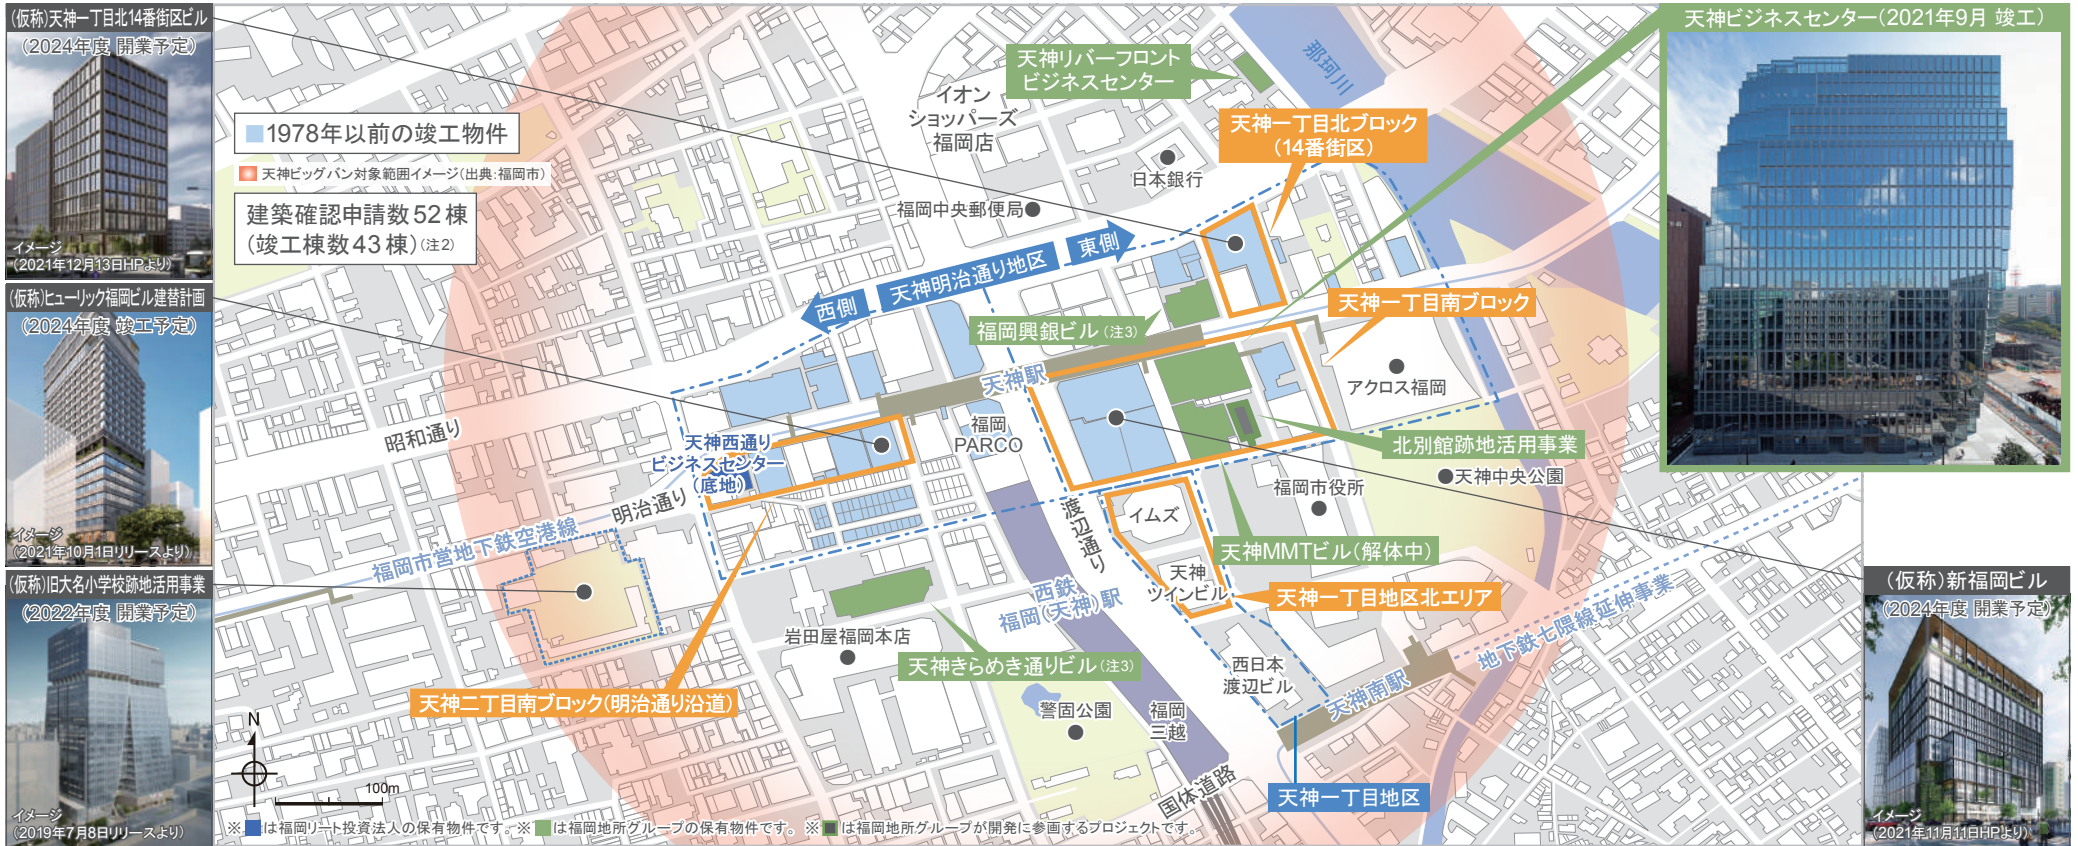 (仮称)天神一丁目北14番街区ビル
(2024年度 開業予定)
イメージ
(2021年12月13日HPより)
(仮称)ヒューリック福岡ビル建替計画
(2024年度 竣工予定)
イメージ
(2021年10月1日リリースより)
(仮称)旧大名小学校跡地活用事業
(2022年度 開業予定)
イメージ
(2019年7月8日リリースより)
1978年以前の竣工物件
天神ビッグバン対象範囲イメージ(出典:福岡市)
建築確認申請数52棟
(竣工棟数43棟)(注2)
天神リバーフロント
ビジネスセンター
那珂川
イオン
ショッパーズ
福岡店
天神一丁目北ブロック
(14番街区)
日本銀行
福岡中央郵便局
東側
天神明治通り地区
西側
福岡興銀ビル(注3)
天神一丁目南ブロック
天神駅
アクロス福岡
昭和通り
天神西通り
ビジネスセンター
(底地)
福岡
PARCO
北別館跡地活用事業
天神中央公園
福岡市役所
明治通り
渡辺通り
イムズ
福岡市営地下鉄空港線
天神MMTビル(解体中)
天神
ツインビル
天神一丁目地区北エリア
西鉄
福岡(天神)駅
地下鉄七隈線延伸事業
岩田屋福岡本店
天神きらめき通りビル(注3)
西日本
渡辺ビル
天神南駅
天神二丁目南ブロック(明治通り沿道)
警固公園
福岡
三越
国体道路
天神一丁目地区
N
100m
※ は福岡リート投資法人の保有物件です。※ は福岡地所グループの保有物件です。※ は福岡地所グループが開発に参画するプロジェクトです。
天神ビジネスセンター(2021年9月 竣工)
(仮称)新福岡ビル
(2024年度 開業予定)
イメージ
(2021年11月11日HPより)